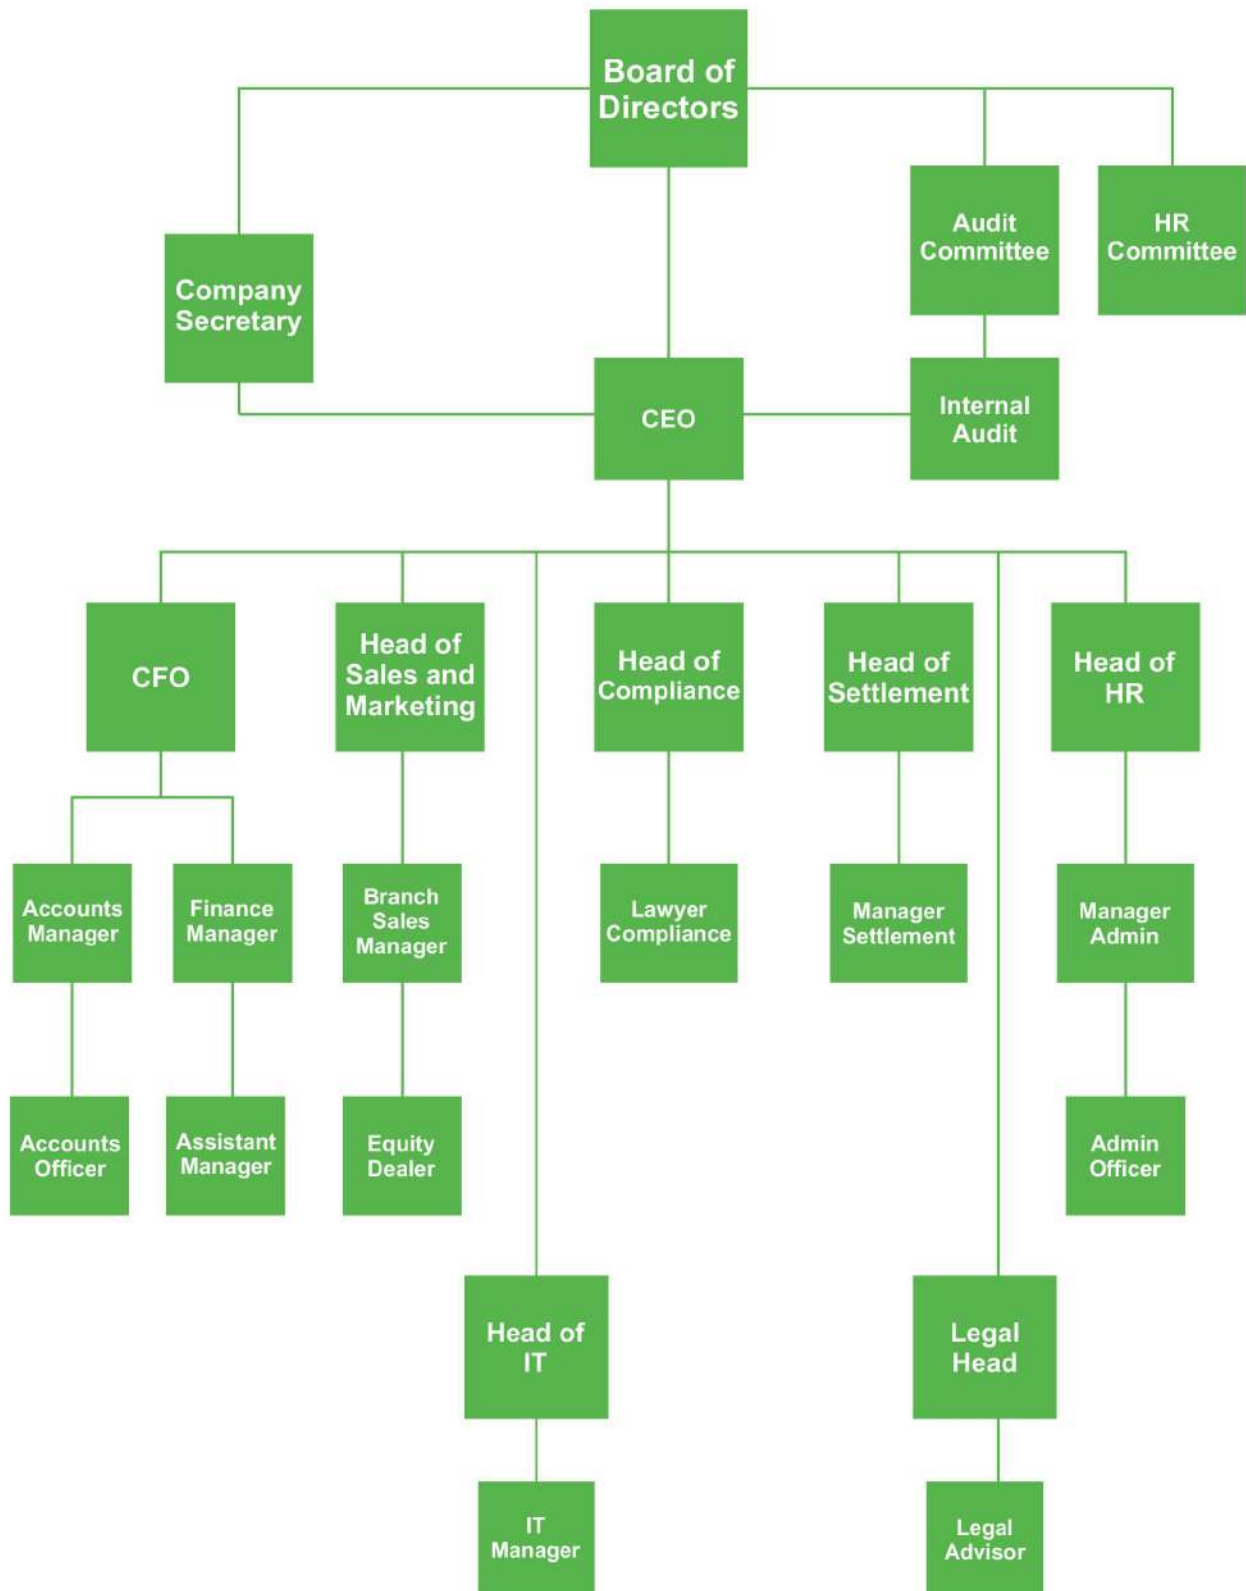 Board of
Directors
Audit
Committee
HR
Committee
Company
Secretary
CEO
Internal
Audit
CFO
Head of
Sales and
Marketing
Head of
Compliance
Head of
Settlement
Head of
HR
Accounts
Manager
Finance
Manager
Branch
Sales
Manager
Lawyer
Compliance
Manager
Settlement
Manager
Admin
Accounts
Officer
Assistant
Manager
Equity
Dealer
Admin
Officer
Head of
IT
Legal
Head
IT
Manager
Legal
Advisor